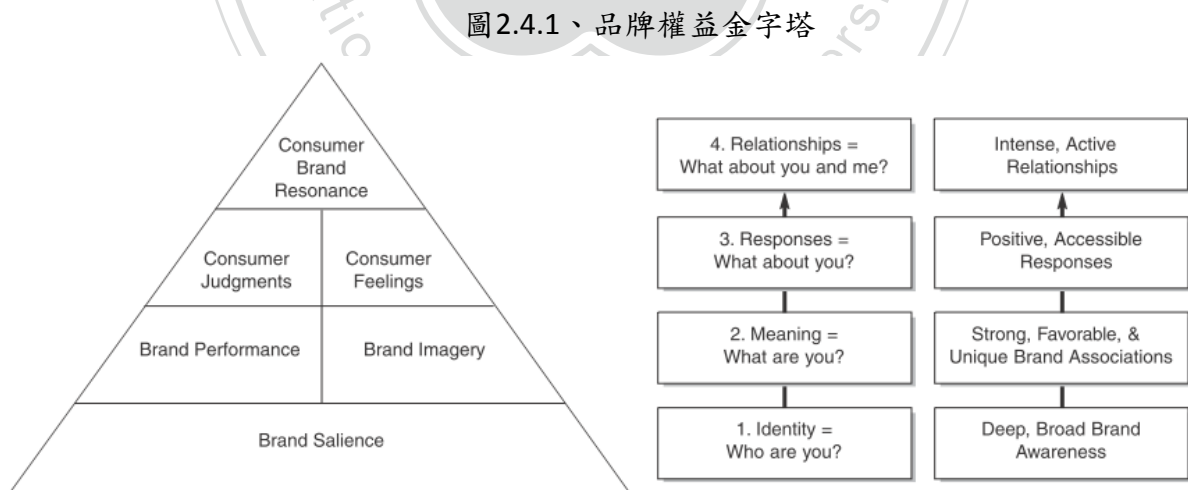 圖2.4.1、品牌權益金字塔
Consumer
Brand
Resonance
Consumer
Judgments
Consumer
Feelings
Brand Performance
Brand Imagery
Brand Salience
4. Relationships =
What about you and me?
3. Responses =
What about you?
2. Meaning =
What are you?
1. Identity =
Who are you?
Intense, Active
Relationships
Positive, Accessible
Responses
Strong, Favorable, &
Unique Brand Associations
Deep, Broad Brand
Awareness